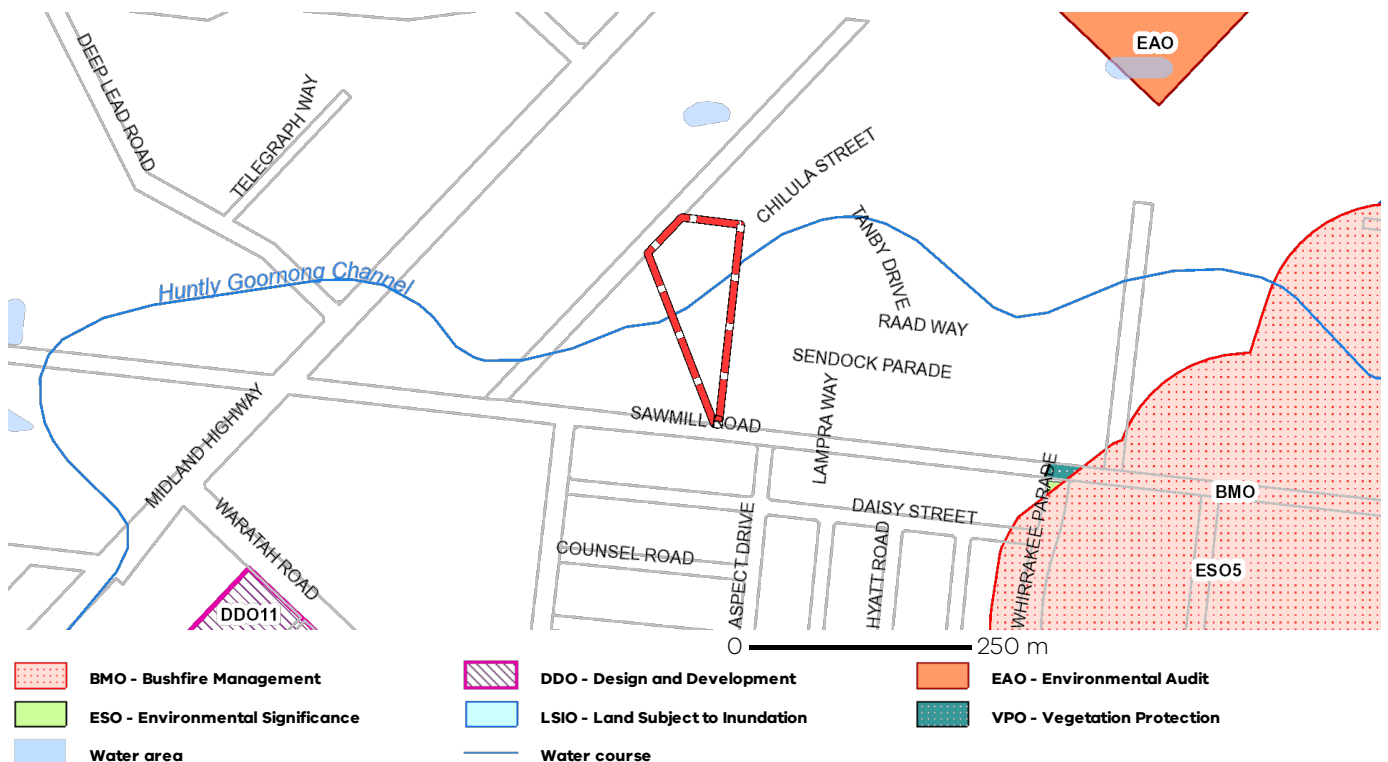 EAO
DEEP LEAD ROAD
TELEGRAPH WAY
CHILULA STREET
TANBY DRIVE
Huntly Goornong Channel
RAAD WAY
SENDOCK PARADE
LAMPRA WAY
SAWMILL ROAD
MIDLAND HIGHWAY
WHIRRAKEE PARADE
BMO
WARATAH ROAD
DAISY STREET
ASPECT DRIVE
HYATT ROAD
COUNSEL ROAD
ESO5
DDO11
0 250 m
BMO - Bushfire Management
DDO - Design and Development
EAO - Environmental Audit
ESO - Environmental Significance
LSIO - Land Subject to Inundation
VPO - Vegetation Protection
Water area
Water course